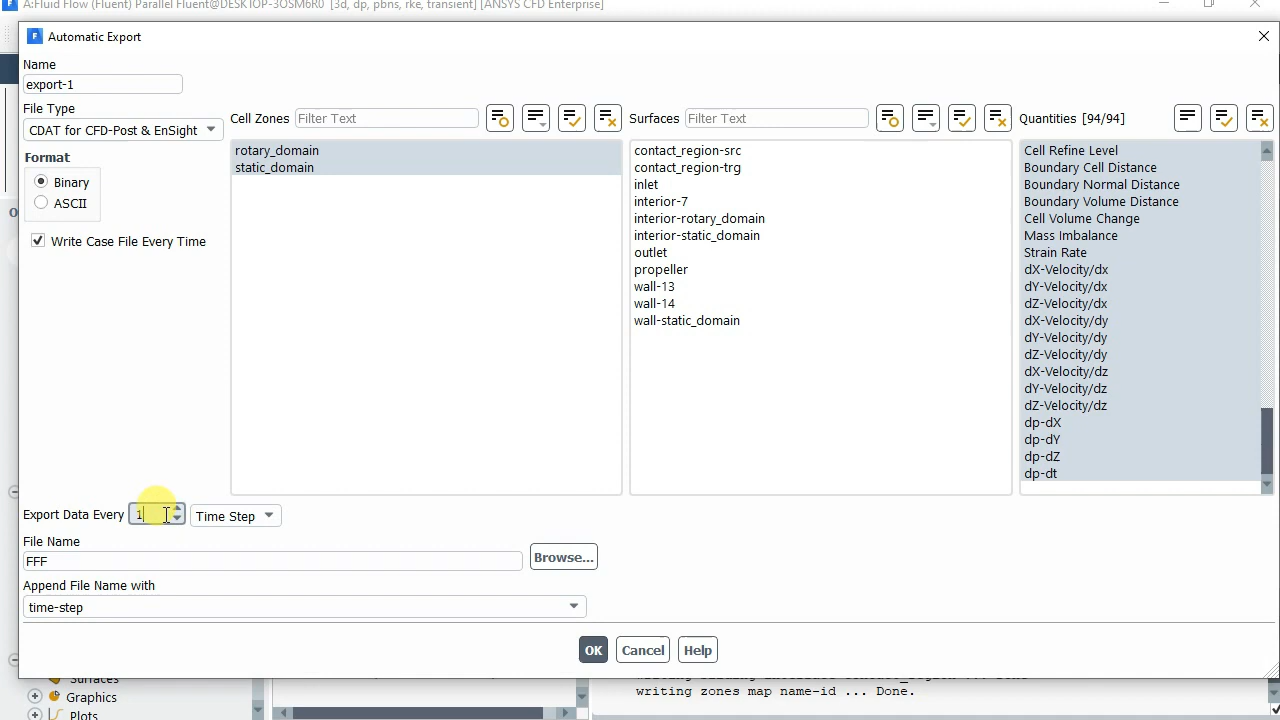 A:Fluid Flow (Fluent) Parallel Fluent@DESKTOP-3OSM6R0 [3d, dp, pbns, rke, transient] [ANSYS CFD Enterprise]
Automatic Export
Name
export-1
File Type
CDAT for CFD-Post & EnSight
Format
Binary
ASCII
Write Case File Every Time
Cell Zones
Filter Text
rotary_domain
static_domain
Surfaces
Filter Text
contact_region-src
contact_region-trg
inlet
interior-7
interior-rotary_domain
interior-static_domain
outlet
propeller
wall-13
wall-14
wall-static_domain
Quantities [94/94]
Cell Refine Level
Boundary Cell Distance
Boundary Normal Distance
Boundary Volume Distance
Cell Volume Change
Mass Imbalance
Strain Rate
dX-Velocity/dx
dY-Velocity/dx
dZ-Velocity/dx
dX-Velocity/dy
dY-Velocity/dy
dZ-Velocity/dy
dX-Velocity/dz
dY-Velocity/dz
dZ-Velocity/dz
dp-dX
dp-dY
dp-dZ
dp-dt
Export Data Every 1 Time Step
File Name
FFF
Browse...
Append File Name with
time-step
OK Cancel Help
Surfaces
Graphics
Plots
writing zones map name-id ... Done.